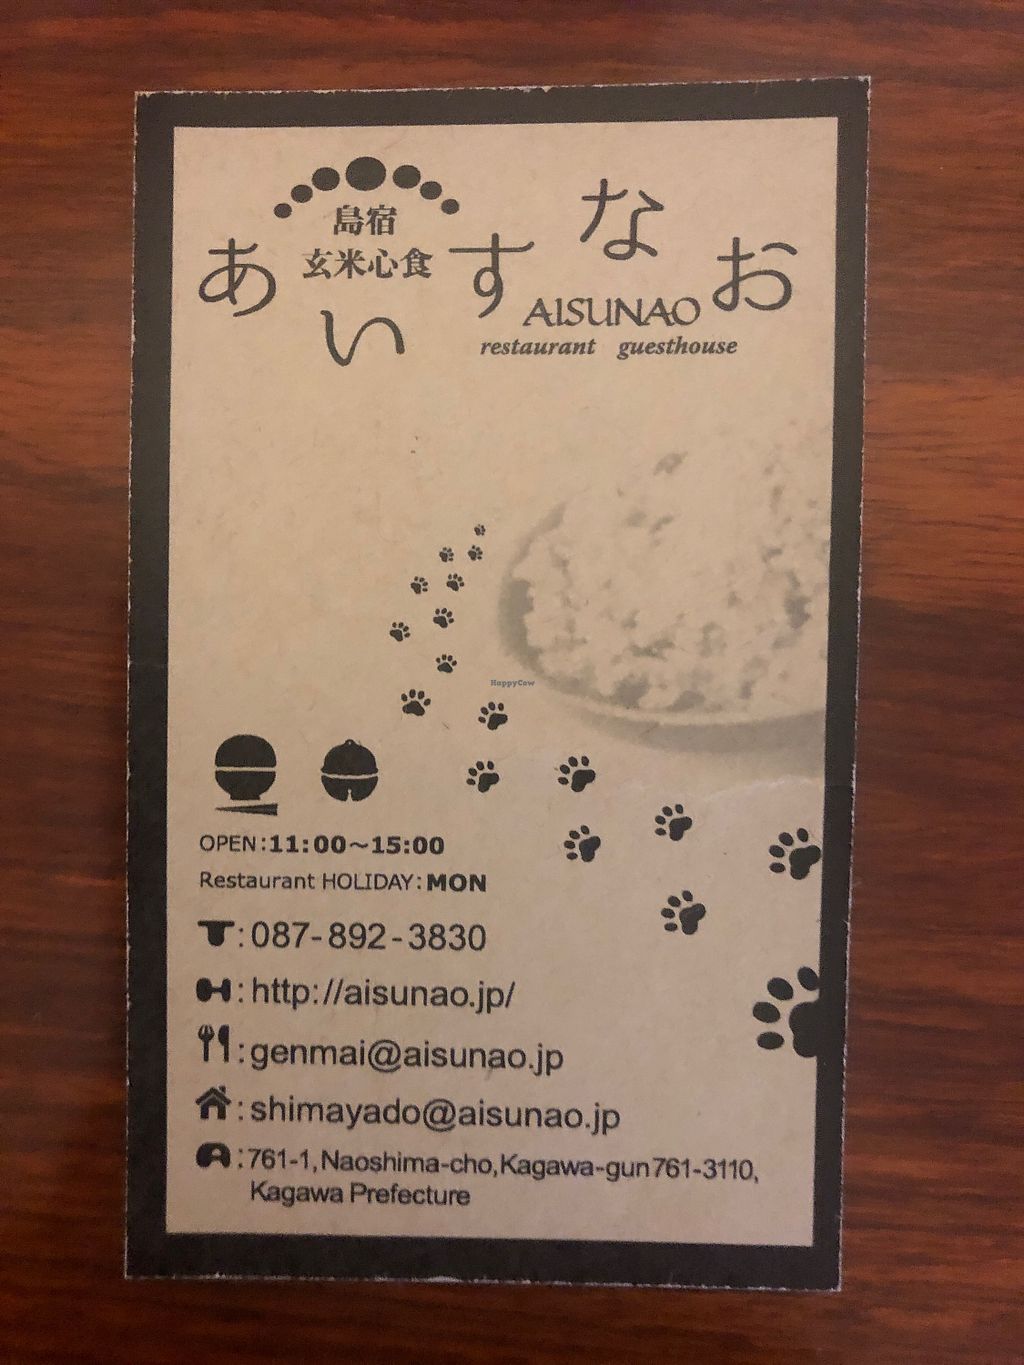 島宿
玄米心食
あいすなお
AISUNAO
restaurant guesthouse
HappyCow
OPEN:11:00~15:00
Restaurant HOLIDAY:MON
:087-892-3830
:http://aisunao.jp/
:genmai@aisunao.jp
:shimayado@aisunao.jp
:761-1,Naoshima-cho,Kagawa-gun761-3110,
Kagawa Prefecture